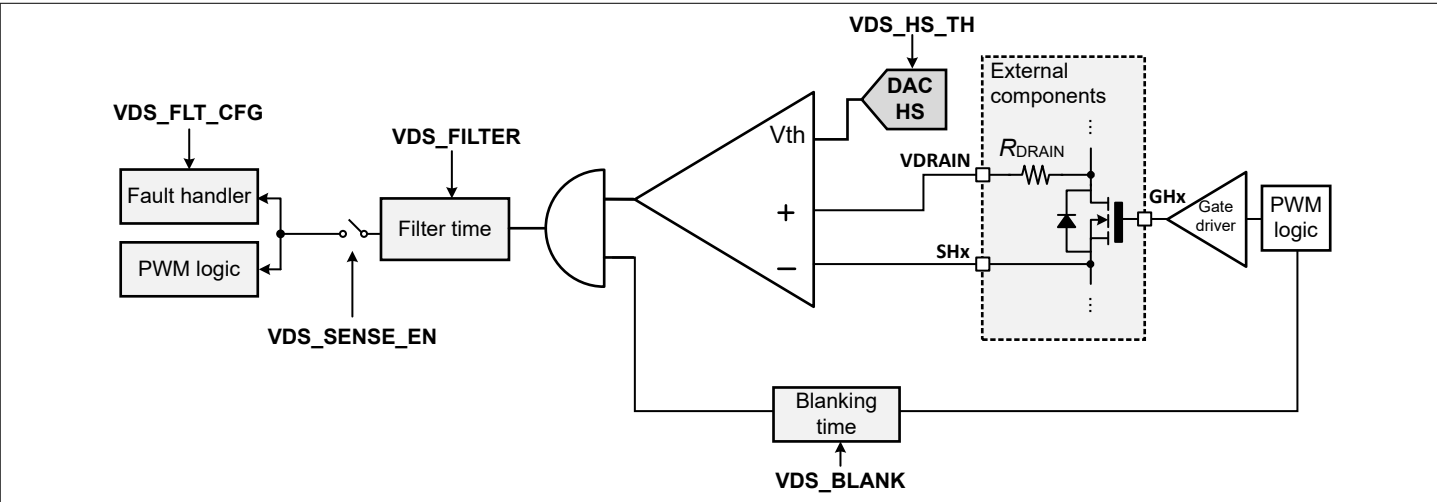 VDS_HS_TH
DAC
HS
External
components
VDS_FLT_CFG
VDS_FILTER
Vth
VDRAIN
RDRAIN
Fault handler
Filter time
+
GHx
Gate
driver
PWM
logic
PWM logic
−
SHx
VDS_SENSE_EN
Blanking
time
VDS_BLANK